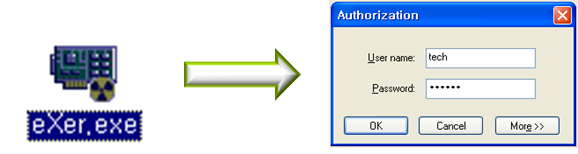 eXer.exe
Authorization
User name: tech
Password: ••••••
OK Cancel More >>